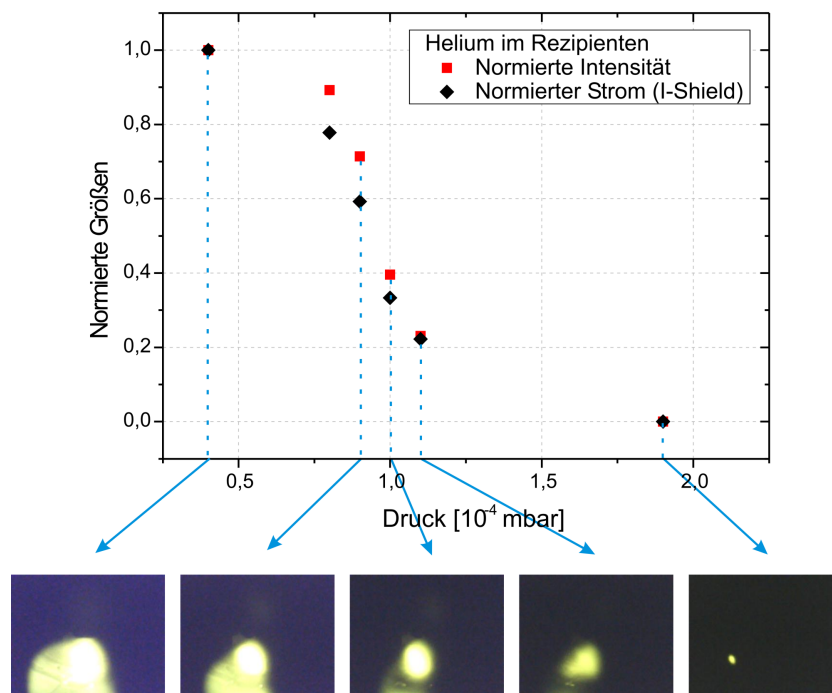 Helium im Rezipienten
Normierte Intensität
Normierter Strom (I-Shield)
Normierte Größen
1,0
0,8
0,6
0,4
0,2
0,0
0,5
1,0
1,5
2,0
Druck [10⁻⁴ mbar]